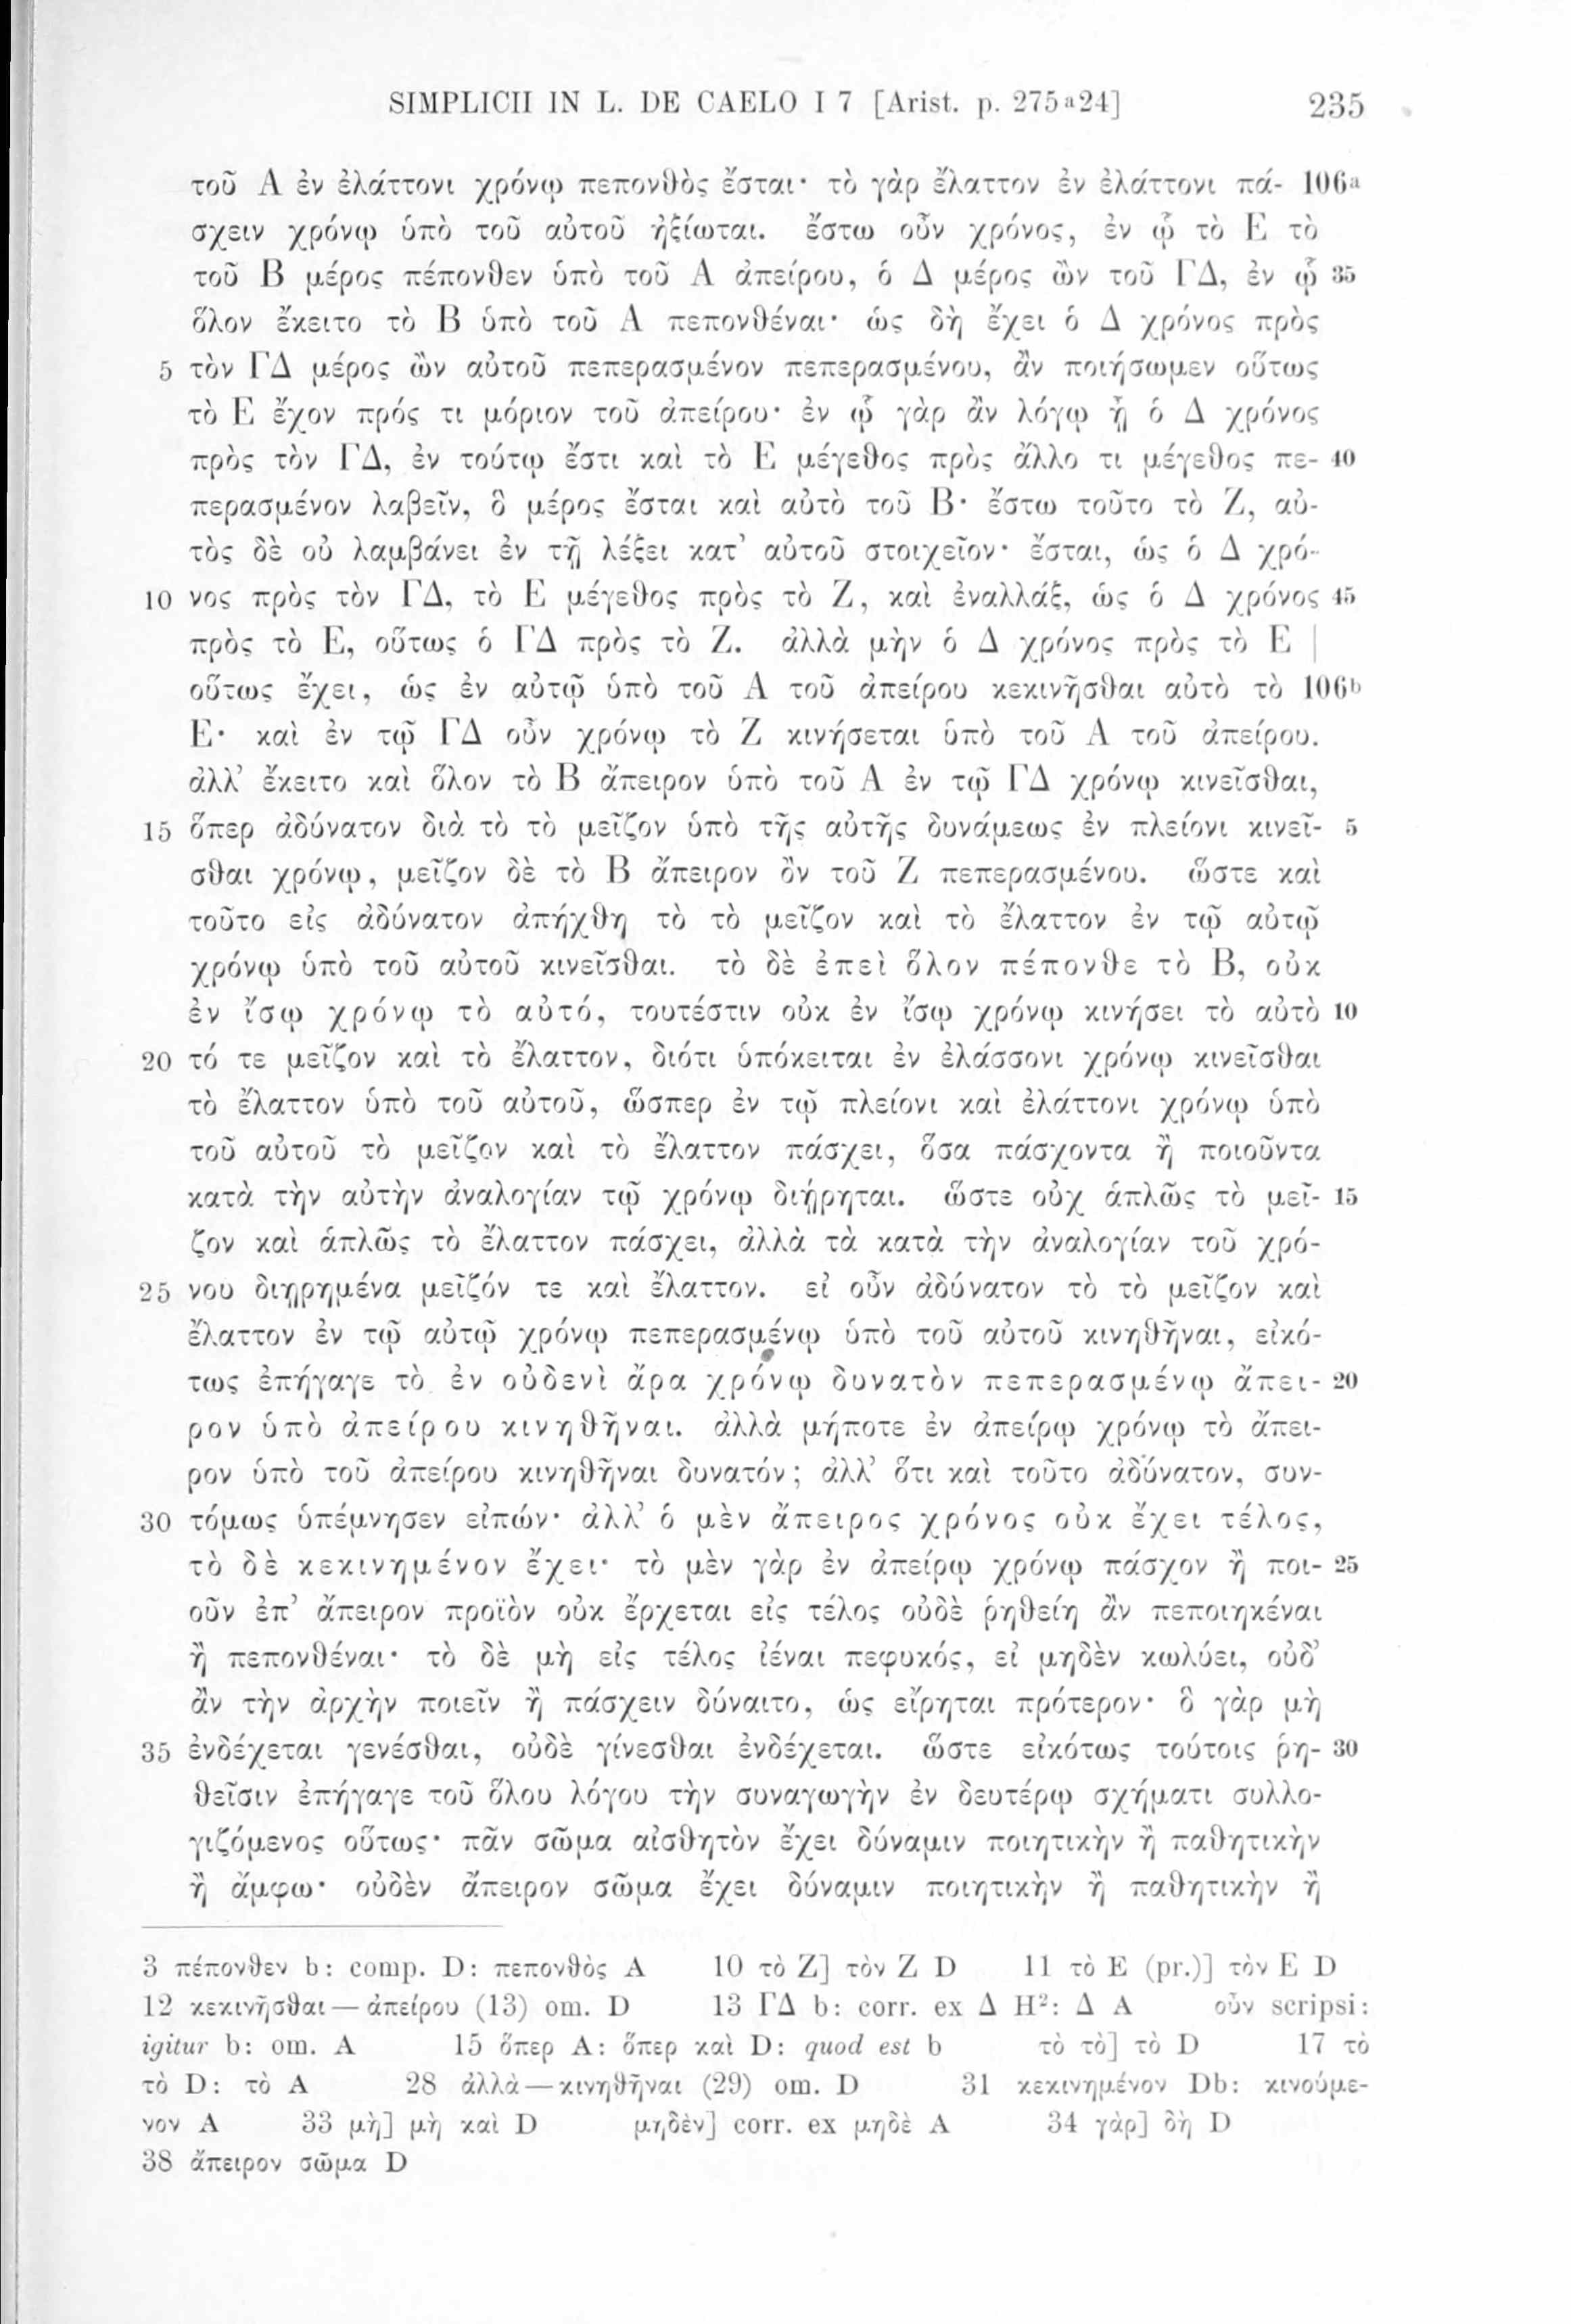 SIMPLICII IN L. DE CAELO I 7 [Arist. p. 275a24] 235
τοῦ Α ἐν ἐλάττονι χρόνῳ πεπονθὸς ἔσται· τὸ γὰρ ἔλαττον ἐν ἐλάττονι πά- 106a
σχειν χρόνῳ ὑπὸ τοῦ αὐτοῦ ἠξίωται. ἔστω οὖν χρόνος, ἐν ᾧ τὸ Ε τὸ
τοῦ Β μέρος πέπονθεν ὑπὸ τοῦ Α ἀπείρου, ὁ Δ μέρος ὢν τοῦ ΓΔ, ἐν ᾧ 35
ὅλον ἔκειτο τὸ Β ὑπὸ τοῦ Α πεπονθέναι· ὡς δὴ ἔχει ὁ Δ χρόνος πρὸς
5 τὸν ΓΔ μέρος ὢν αὐτοῦ πεπερασμένον πεπερασμένου, ἂν ποιήσωμεν οὕτως
τὸ Ε ἔχον πρός τι μόριον τοῦ ἀπείρου· ἐν ᾧ γὰρ ἂν λόγῳ ᾖ ὁ Δ χρόνος
πρὸς τὸν ΓΔ, ἐν τούτῳ ἔστι καὶ τὸ Ε μέγεθος πρὸς ἄλλο τι μέγεθος πε- 40
περασμένον λαβεῖν, ὃ μέρος ἔσται καὶ αὐτὸ τοῦ Β· ἔστω τοῦτο τὸ Ζ, αὐ-
τὸς δὲ οὐ λαμβάνει ἐν τῇ λέξει κατ’ αὐτοῦ στοιχεῖον· ἔσται, ὡς ὁ Δ χρό-
10 νος πρὸς τὸν ΓΔ, τὸ Ε μέγεθος πρὸς τὸ Ζ, καὶ ἐναλλάξ, ὡς ὁ Δ χρόνος 45
πρὸς τὸ Ε, οὕτως ὁ ΓΔ πρὸς τὸ Ζ. ἀλλὰ μὴν ὁ Δ χρόνος πρὸς τὸ Ε |
οὕτως ἔχει, ὡς ἐν αὐτῷ ὑπὸ τοῦ Α τοῦ ἀπείρου κεκινῆσθαι αὐτὸ τὸ 106b
Ε· καὶ ἐν τῷ ΓΔ οὖν χρόνῳ τὸ Ζ κινήσεται ὑπὸ τοῦ Α τοῦ ἀπείρου.
ἀλλ’ ἔκειτο καὶ ὅλον τὸ Β ἄπειρον ὑπὸ τοῦ Α ἐν τῷ ΓΔ χρόνῳ κινεῖσθαι,
15 ὅπερ ἀδύνατον διὰ τὸ τὸ μεῖζον ὑπὸ τῆς αὐτῆς δυνάμεως ἐν πλείονι κινεῖ- 5
σθαι χρόνῳ, μεῖζον δὲ τὸ Β ἄπειρον ὂν τοῦ Ζ πεπερασμένου. ὥστε καὶ
τοῦτο εἰς ἀδύνατον ἀπήχθη τὸ τὸ μεῖζον καὶ τὸ ἔλαττον ἐν τῷ αὐτῷ
χρόνῳ ὑπὸ τοῦ αὐτοῦ κινεῖσθαι. τὸ δὲ ἐπεὶ ὅλον πέπονθε τὸ Β, οὐκ
ἐν ἴσῳ χρόνῳ τὸ αὐτό, τουτέστιν οὐκ ἐν ἴσῳ χρόνῳ κινήσει τὸ αὐτὸ 10
20 τό τε μεῖζον καὶ τὸ ἔλαττον, διότι ὑπόκειται ἐν ἐλάσσονι χρόνῳ κινεῖσθαι
τὸ ἔλαττον ὑπὸ τοῦ αὐτοῦ, ὥσπερ ἐν τῷ πλείονι καὶ ἐλάττονι χρόνῳ ὑπὸ
τοῦ αὐτοῦ τὸ μεῖζον καὶ τὸ ἔλαττον πάσχει, ὅσα πάσχοντα ἢ ποιοῦντα
κατὰ τὴν αὐτὴν ἀναλογίαν τῷ χρόνῳ διῄρηται. ὥστε οὐχ ἁπλῶς τὸ μεῖ- 15
ζον καὶ ἁπλῶς τὸ ἔλαττον πάσχει, ἀλλὰ τὰ κατὰ τὴν ἀναλογίαν τοῦ χρό-
25 νου διῃρημένα μεῖζόν τε καὶ ἔλαττον. εἰ οὖν ἀδύνατον τὸ τὸ μεῖζον καὶ
ἔλαττον ἐν τῷ αὐτῷ χρόνῳ πεπερασμένῳ ὑπὸ τοῦ αὐτοῦ κινηθῆναι, εἰκό-
τως ἐπήγαγε τὸ ἐν οὐδενὶ ἄρα χρόνῳ δυνατὸν πεπερασμένῳ ἄπει- 20
ρον ὑπὸ ἀπείρου κινηθῆναι. ἀλλὰ μήποτε ἐν ἀπείρῳ χρόνῳ τὸ ἄπει-
ρον ὑπὸ τοῦ ἀπείρου κινηθῆναι δυνατόν; ἀλλ’ ὅτι καὶ τοῦτο ἀδύνατον, συν-
30 τόμως ὑπέμνησεν εἰπών· ἀλλ’ ὁ μὲν ἄπειρος χρόνος οὐκ ἔχει τέλος,
τὸ δὲ κεκινημένον ἔχει· τὸ μὲν γὰρ ἐν ἀπείρῳ χρόνῳ πάσχον ἢ ποι- 25
οῦν ἐπ’ ἄπειρον προϊὸν οὐκ ἔρχεται εἰς τέλος οὐδὲ ῥηθείη ἂν πεποιηκέναι
ἢ πεπονθέναι· τὸ δὲ μὴ εἰς τέλος ἰέναι πεφυκός, εἰ μηδὲν κωλύει, οὐδ’
ἂν τὴν ἀρχὴν ποιεῖν ἢ πάσχειν δύναιτο, ὡς εἴρηται πρότερον· ὃ γὰρ μὴ
35 ἐνδέχεται γενέσθαι, οὐδὲ γίνεσθαι ἐνδέχεται. ὥστε εἰκότως τούτοις ῥη- 30
θεῖσιν ἐπήγαγε τοῦ ὅλου λόγου τὴν συναγωγὴν ἐν δευτέρῳ σχήματι συλλο-
γιζόμενος οὕτως· πᾶν σῶμα αἰσθητὸν ἔχει δύναμιν ποιητικὴν ἢ παθητικὴν
ἢ ἄμφω· οὐδὲν ἄπειρον σῶμα ἔχει δύναμιν ποιητικὴν ἢ παθητικὴν ἢ
3 πέπονθεν b: comp. D: πεπονθὸς A 10 τὸ Ζ] τὸν Ζ D 11 τὸ Ε (pr.)] τὸν Ε D
12 κεκινῆσθαι — ἀπείρου (13) om. D 13 ΓΔ b: corr. ex Δ H²: Δ A οὖν scripsi:
igitur b: om. A 15 ὅπερ A: ὅπερ καὶ D: quod est b τὸ τὸ] τὸ D 17 τὸ
τὸ D: τὸ A 28 ἀλλὰ — κινηθῆναι (29) om. D 31 κεκινημένον Db: κινούμε-
νον A 33 μὴ] μὴ καὶ D μηδὲν] corr. ex μηδὲ A 34 γὰρ] δὴ D
38 ἄπειρον σῶμα D